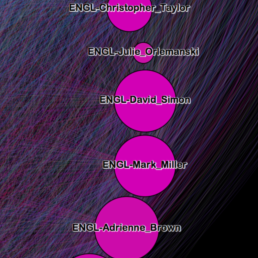 ENGL-Christopher_Taylor
ENGL-Julie_Orlemanski
ENGL-David_Simon
ENGL-Mark_Miller
ENGL-Adrienne_Brown